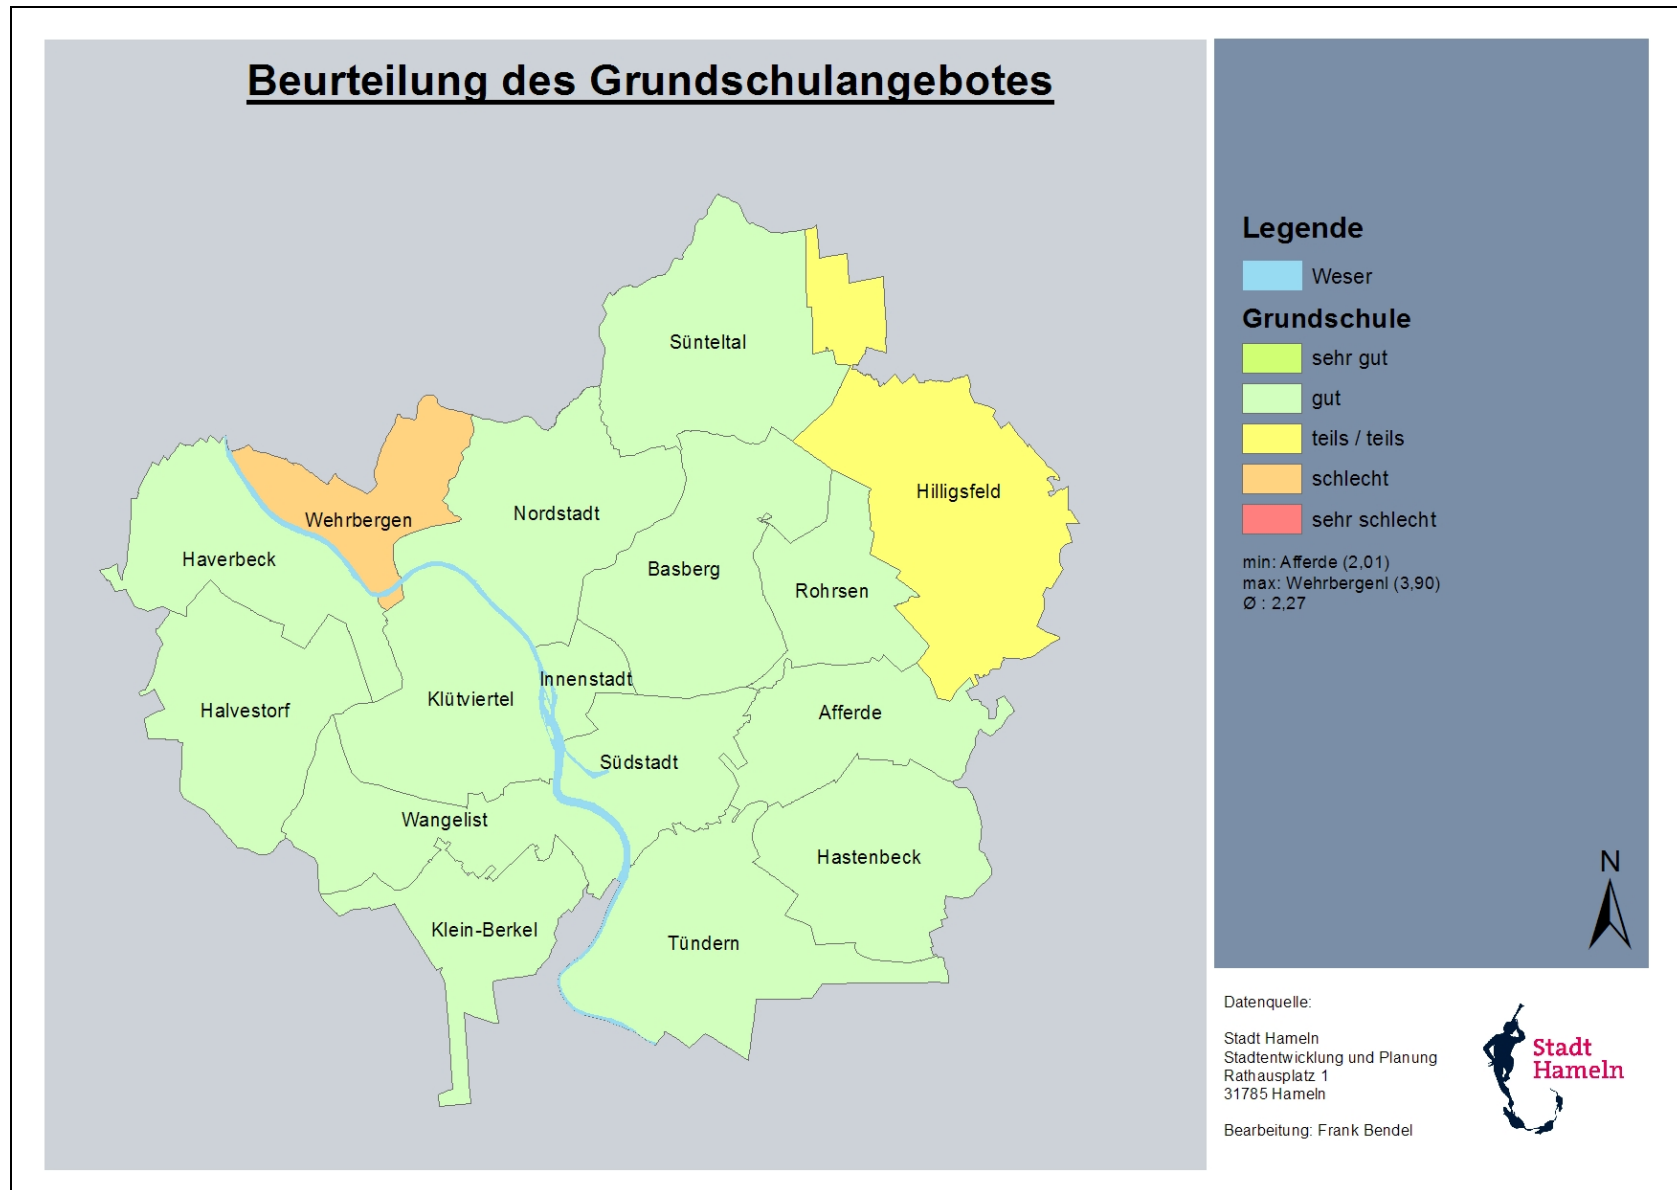 Beurteilung des Grundschulangebotes
Sünteltal
Hilligsfeld
Wehrbergen
Nordstadt
Haverbeck
Basberg
Rohrsen
Innenstadt
Klütviertel
Halvestorf
Afferde
Südstadt
Wangelist
Hastenbeck
Klein-Berkel
Tündern
Legende
Weser
Grundschule
sehr gut
gut
teils / teils
schlecht
sehr schlecht
min: Afferde (2,01)
max: Wehrbergenl (3,90)
Ø : 2,27
N
Datenquelle:
Stadt Hameln
Stadtentwicklung und Planung
Rathausplatz 1
31785 Hameln
Bearbeitung: Frank Bendel
Stadt
Hameln